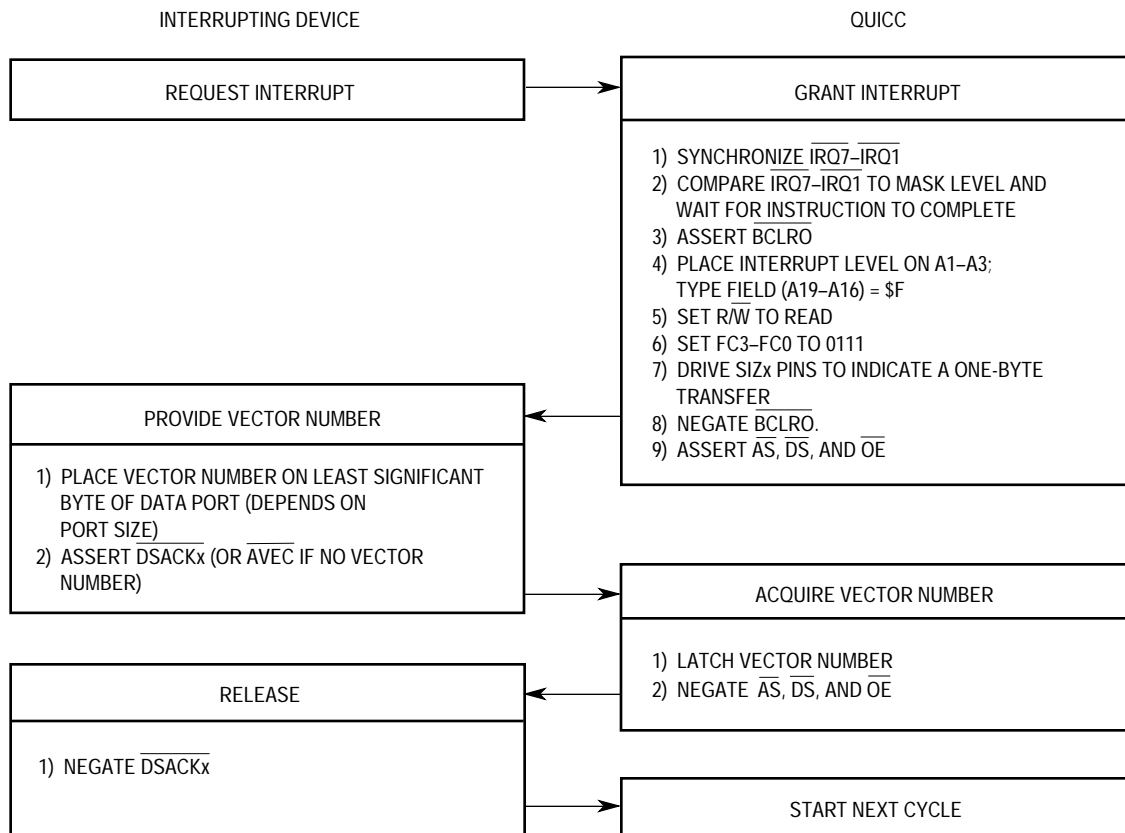 INTERRUPTING DEVICE
QUICC
REQUEST INTERRUPT
GRANT INTERRUPT
1) SYNCHRONIZE IRQ7–IRQ1
2) COMPARE IRQ7–IRQ1 TO MASK LEVEL AND
WAIT FOR INSTRUCTION TO COMPLETE
3) ASSERT BCLRO
4) PLACE INTERRUPT LEVEL ON A1–A3;
TYPE FIELD (A19–A16) = $F
5) SET R/W TO READ
6) SET FC3–FC0 TO 0111
7) DRIVE SIZx PINS TO INDICATE A ONE-BYTE
TRANSFER
8) NEGATE BCLRO.
9) ASSERT AS, DS, AND OE
PROVIDE VECTOR NUMBER
1) PLACE VECTOR NUMBER ON LEAST SIGNIFICANT
BYTE OF DATA PORT (DEPENDS ON
PORT SIZE)
2) ASSERT DSACKx (OR AVEC IF NO VECTOR
NUMBER)
ACQUIRE VECTOR NUMBER
1) LATCH VECTOR NUMBER
2) NEGATE AS, DS, AND OE
RELEASE
1) NEGATE DSACKx
START NEXT CYCLE